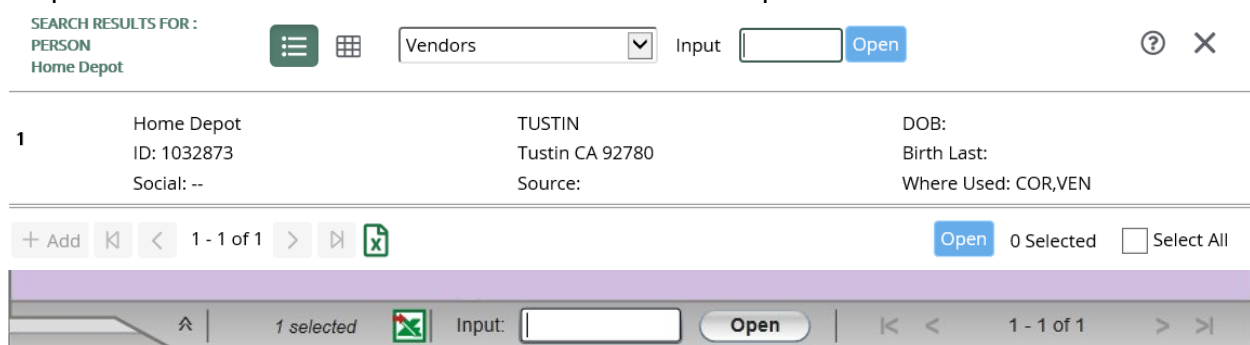 SEARCH RESULTS FOR :
PERSON
Home Depot
Vendors Input Open
1
Home Depot
ID: 1032873
Social: --
TUSTIN
Tustin CA 92780
Source:
DOB:
Birth Last:
Where Used: COR,VEN
+ Add 1 - 1 of 1 Open 0 Selected Select All
1 selected Input: Open 1 - 1 of 1